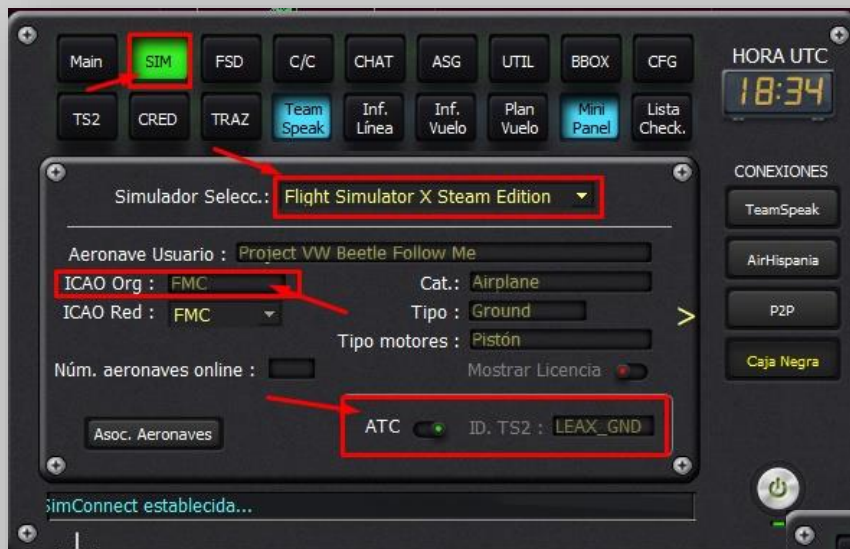 Main SIM FSD C/C CHAT ASG UTIL BBOX CFG
HORA UTC
18:34
TS2 CRED TRAZ Team Speak Inf. Línea Inf. Vuelo Plan Vuelo Mini Panel Lista Check.
Simulador Selecc.: Flight Simulator X Steam Edition
Aeronave Usuario : Project VW Beetle Follow Me
ICAO Org : FMC Cat.: Airplane
ICAO Red : FMC Tipo : Ground >
Tipo motores : Pistón
Núm. aeronaves online : Mostrar Licencia
Asoc. Aeronaves ATC ID. TS2 : LEAX_GND
SimConnect establecida...
CONEXIONES
TeamSpeak
AirHispania
P2P
Caja Negra